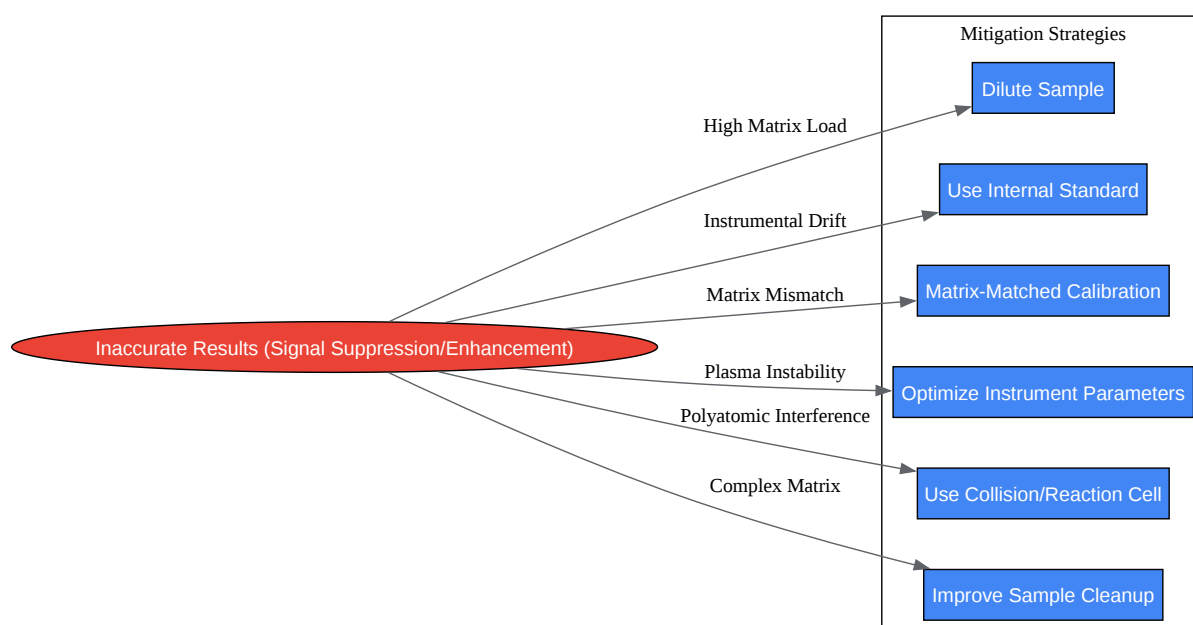 Mitigation Strategies
Dilute Sample
High Matrix Load
Use Internal Standard
Instrumental Drift
Matrix-Matched Calibration
Matrix Mismatch
Inaccurate Results (Signal Suppression/Enhancement)
Plasma Instability
Optimize Instrument Parameters
Polyatomic Interference
Use Collision/Reaction Cell
Complex Matrix
Improve Sample Cleanup